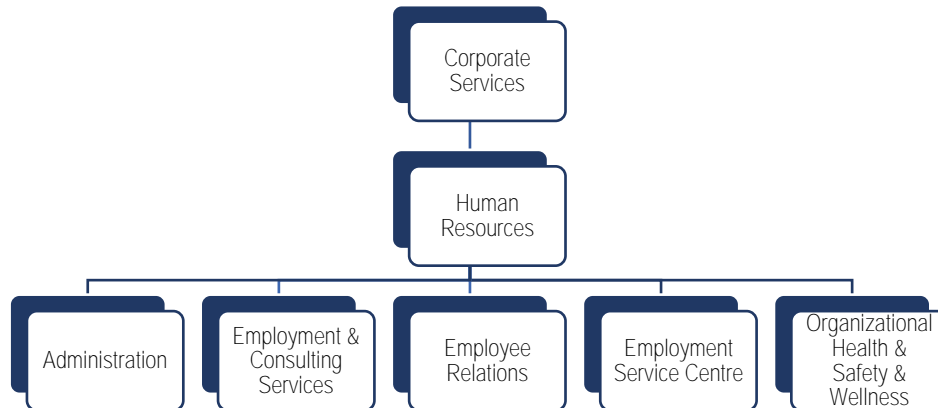 Corporate
Services
Human
Resources
Administration
Employment &
Consulting
Services
Employee
Relations
Employment
Service Centre
Organizational
Health &
Safety &
Wellness